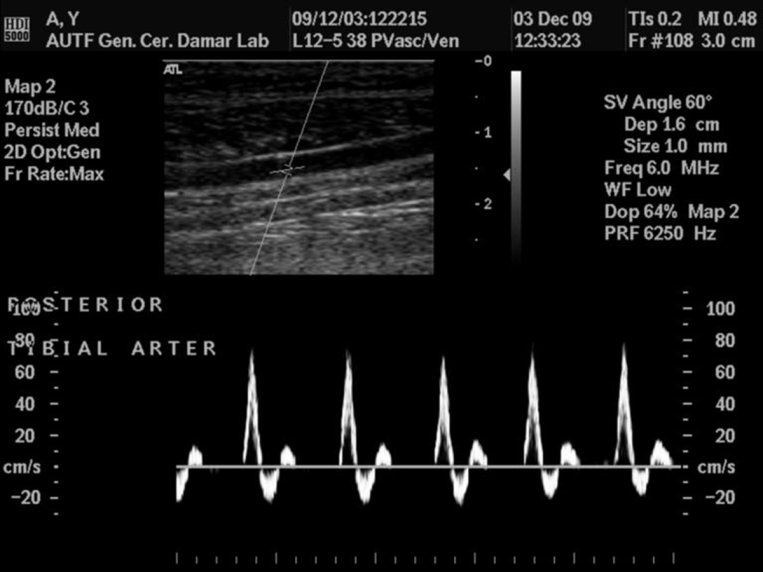 HDI 5000
A, Y
AUTF Gen. Cer. Damar Lab
09/12/03:122215
L12-5 38 PVasc/Ven
03 Dec 09
12:33:23
TIs 0.2 MI 0.48
Fr #108 3.0 cm
Map 2
170dB/C 3
Persist Med
2D Opt:Gen
Fr Rate:Max
ATL
-0
-1
-2
SV Angle 60°
Dep 1.6 cm
Size 1.0 mm
Freq 6.0 MHz
WF Low
Dop 64% Map 2
PRF 6250 Hz
POSTERIOR
TIBIAL ARTER
100
80
60
40
20
cm/s
-20
100
80
60
40
20
cm/s
-20